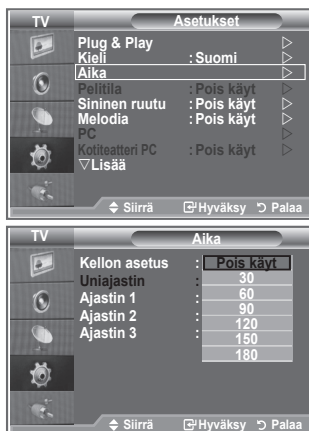 TV Asetukset
Plug & Play
Kieli : Suomi
Aika
Pelitila : Pois käyt
Sininen ruutu : Pois käyt
Melodia : Pois käyt
PC
Kotiteatteri PC : Pois käyt
▽Lisää
Siirrä Hyväksy Palaa
TV Aika
Kellon asetus : Pois käyt
Uniajastin : 30
60
Ajastin 1 : 90
Ajastin 2 : 120
150
Ajastin 3 : 180
Siirrä Hyväksy Palaa